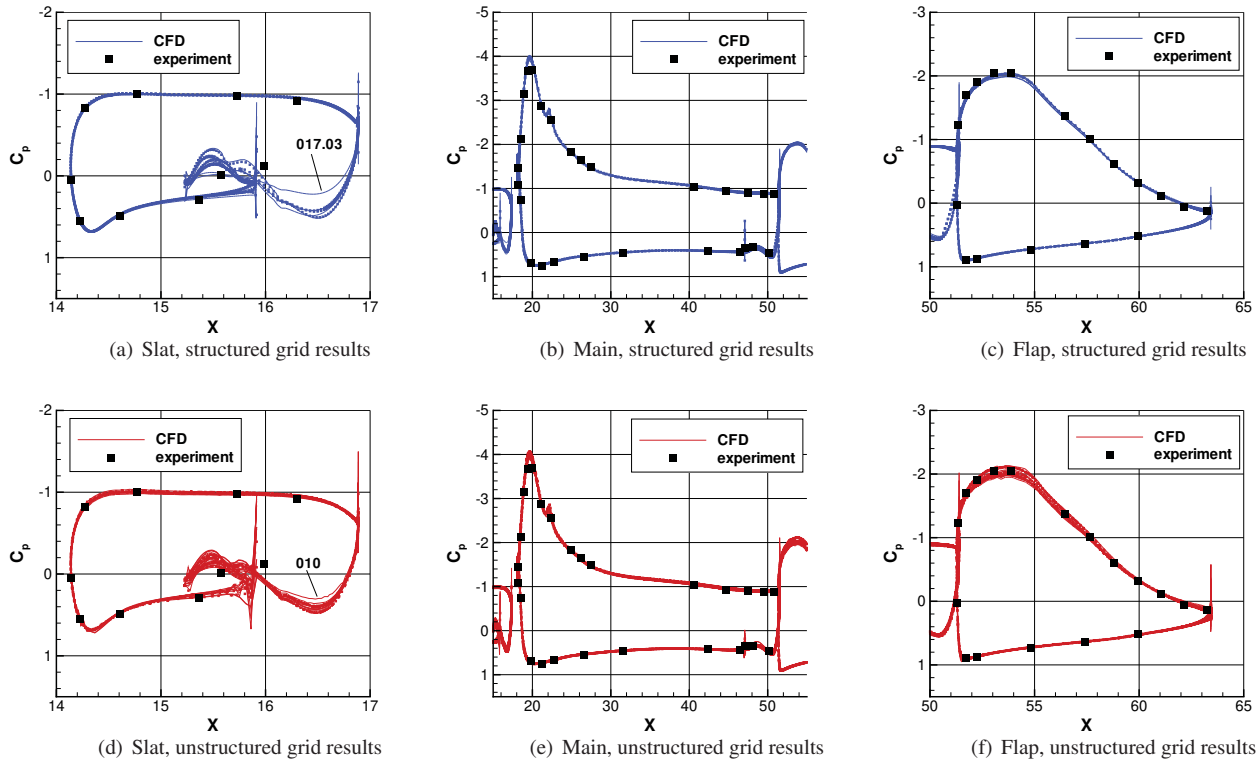 -2
-1
0
1
14
15
16
17
C_p
X
CFD
experiment
017.03
(a) Slat, structured grid results
-5
-4
-3
-2
-1
0
1
20
30
40
50
C_p
X
CFD
experiment
(b) Main, structured grid results
-3
-2
-1
0
1
50
55
60
65
C_p
X
CFD
experiment
(c) Flap, structured grid results
-2
-1
0
1
14
15
16
17
C_p
X
CFD
experiment
010
(d) Slat, unstructured grid results
-5
-4
-3
-2
-1
0
1
20
30
40
50
C_p
X
CFD
experiment
(e) Main, unstructured grid results
-3
-2
-1
0
1
50
55
60
65
C_p
X
CFD
experiment
(f) Flap, unstructured grid results